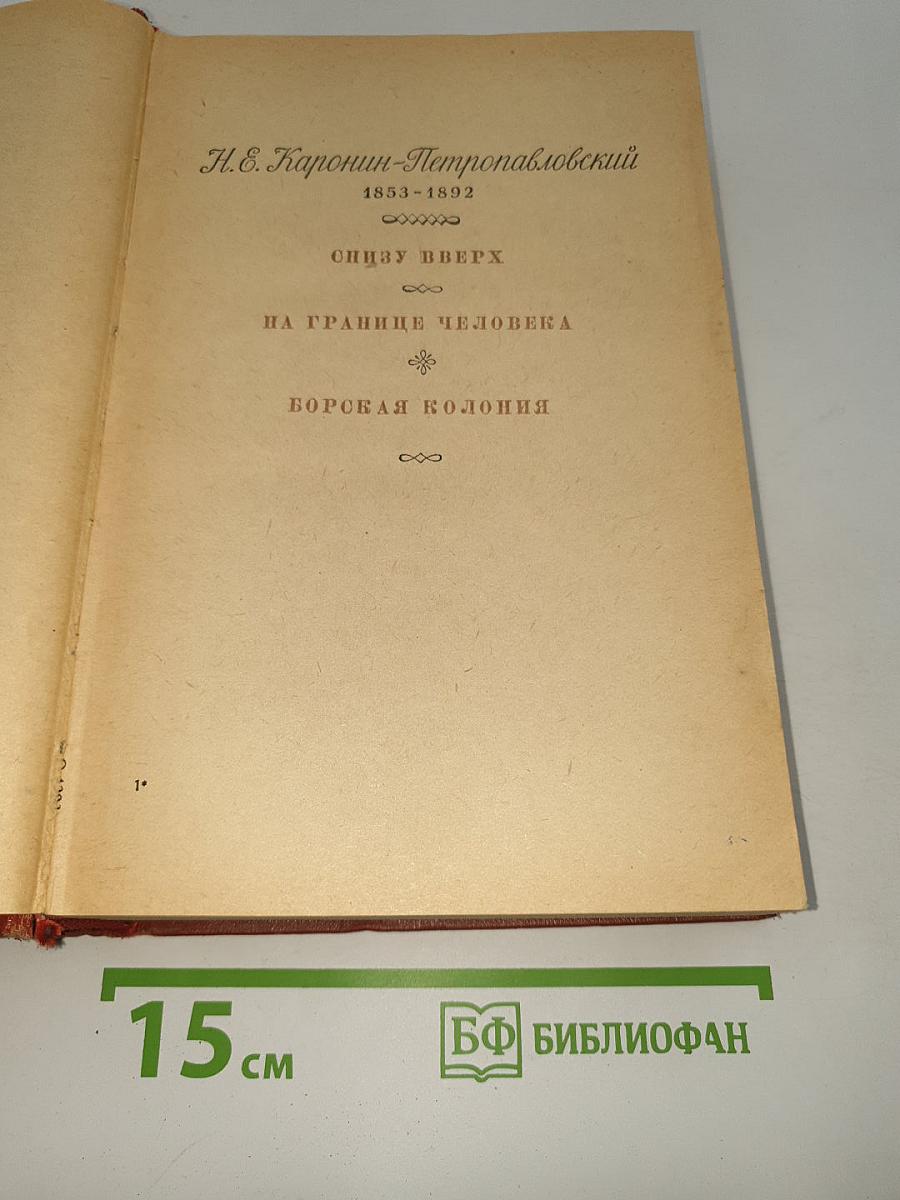 Н. Е. Каронин-Петропавловский
1853-1892
СНИЗУ ВВЕРХ
НА ГРАНИЦЕ ЧЕЛОВЕКА
БОРСКАЯ КОЛОНИЯ
1*
15 см
БФ БИБЛИОФАН